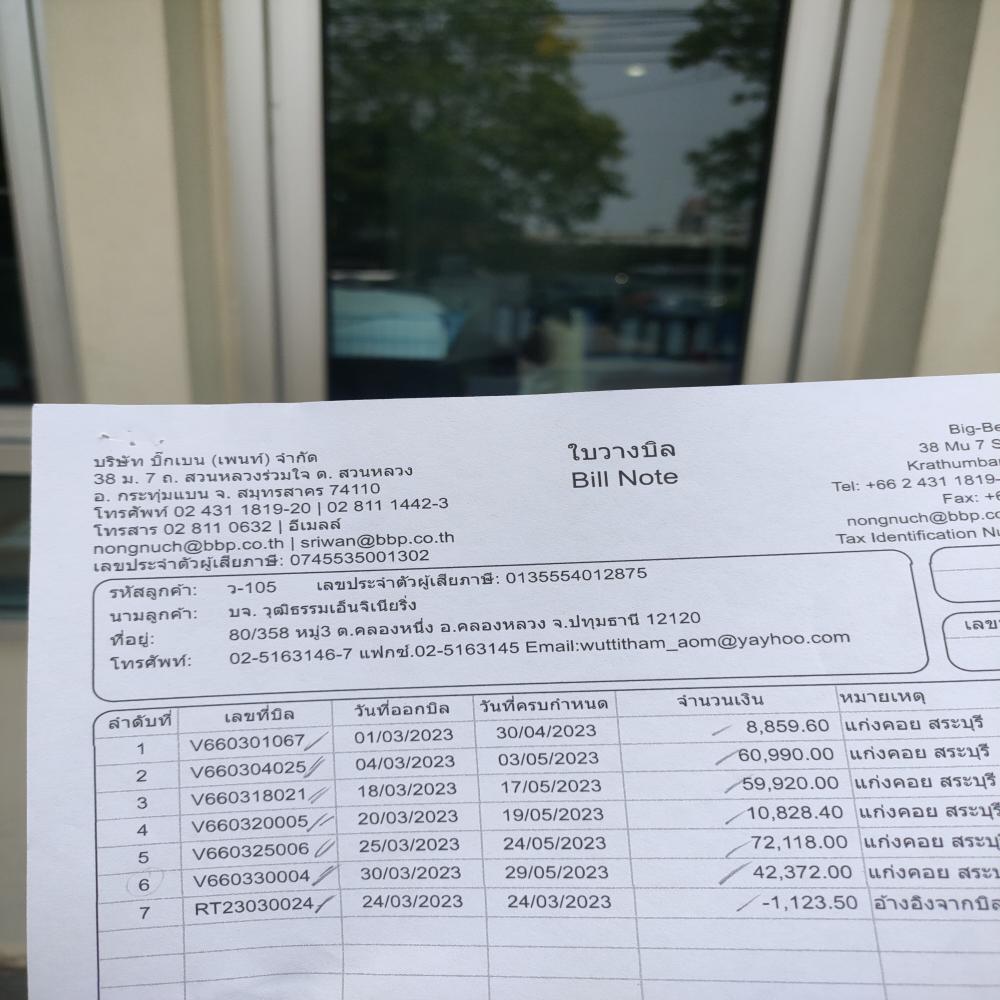 บริษัท บิ๊กเบน (เพนท์) จำกัด
38 ม. 7 ถ. สวนหลวงร่วมใจ ต. สวนหลวง
อ. กระทุ่มแบน จ. สมุทรสาคร 74110
โทรศัพท์ 02 431 1819-20 | 02 811 1442-3
โทรสาร 02 811 0632 | อีเมลล์
nongnuch@bbp.co.th | sriwan@bbp.co.th
เลขประจำตัวผู้เสียภาษี: 0745535001302
ใบวางบิล
Bill Note
Big-Be
38 Mu 7 S
Krathumba
Tel: +66 2 431 1819-
Fax: +6
nongnuch@bbp.co
Tax Identification Nu
รหัสลูกค้า: ว-105 เลขประจำตัวผู้เสียภาษี: 0135554012875
นามลูกค้า: บจ. วุฒิธรรมเอ็นจิเนียริ่ง
ที่อยู่: 80/358 หมู่3 ต.คลองหนึ่ง อ.คลองหลวง จ.ปทุมธานี 12120
โทรศัพท์: 02-5163146-7 แฟกซ์.02-5163145 Email:wuttitham_aom@yayhoo.com
เลข
ลำดับที่ เลขที่บิล วันที่ออกบิล วันที่ครบกำหนด จำนวนเงิน หมายเหตุ
1 V660301067 01/03/2023 30/04/2023 8,859.60 แก่งคอย สระบุรี
2 V660304025 04/03/2023 03/05/2023 60,990.00 แก่งคอย สระบุรี
3 V660318021 18/03/2023 17/05/2023 59,920.00 แก่งคอย สระบุรี
4 V660320005 20/03/2023 19/05/2023 10,828.40 แก่งคอย สระบุรี
5 V660325006 25/03/2023 24/05/2023 72,118.00 แก่งคอย สระบุ
6 V660330004 30/03/2023 29/05/2023 42,372.00 แก่งคอย สระบ
7 RT23030024 24/03/2023 24/03/2023 -1,123.50 อ้างอิงจากบิล